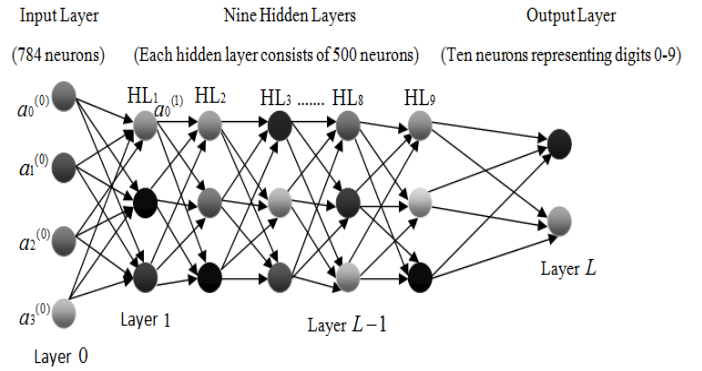 Input Layer Nine Hidden Layers Output Layer
(784 neurons) (Each hidden layer consists of 500 neurons) (Ten neurons representing digits 0-9)
HL₁ HL₂ HL₃ ....... HL₈ HL₉
a₀⁽⁰⁾ a₀⁽¹⁾
a₁⁽⁰⁾
a₂⁽⁰⁾
Layer L
a₃⁽⁰⁾ Layer 1 Layer L−1
Layer 0